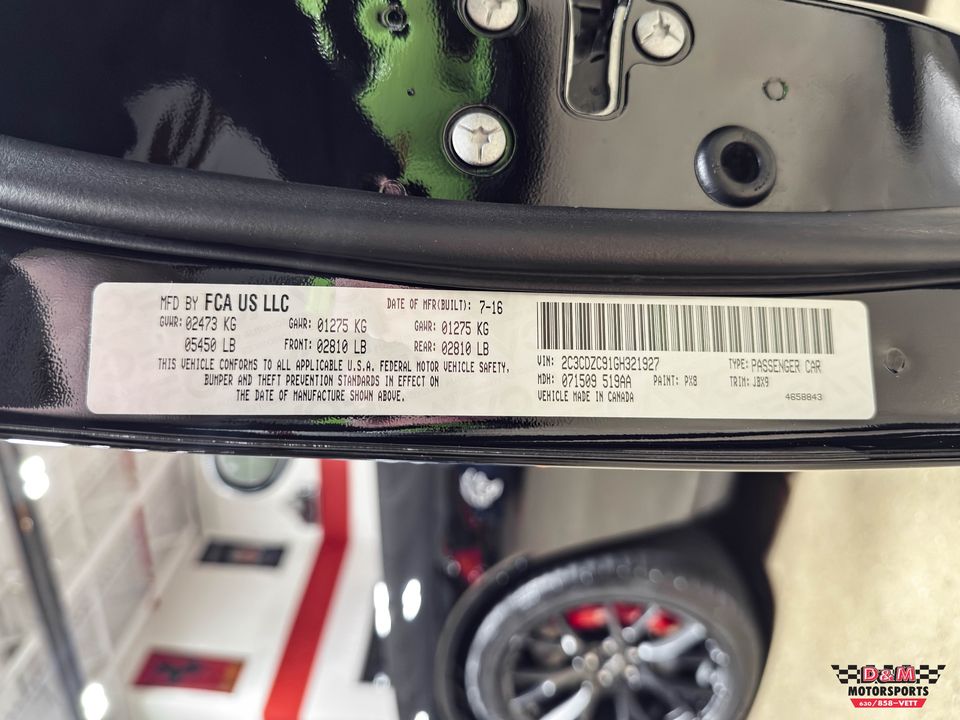 MFD BY FCA US LLC DATE OF MFR(BUILT): 7-16
GVWR: 02473 KG GAWR: 01275 KG GAWR: 01275 KG
05450 LB FRONT: 02810 LB REAR: 02810 LB
THIS VEHICLE CONFORMS TO ALL APPLICABLE U.S.A. FEDERAL MOTOR VEHICLE SAFETY,
BUMPER AND THEFT PREVENTION STANDARDS IN EFFECT ON
THE DATE OF MANUFACTURE SHOWN ABOVE.
VIN: 2C3CDZC91GH321927 TYPE: PASSENGER CAR
MDH: 071509 519AA PAINT: PX8 TRIM: JBX9
VEHICLE MADE IN CANADA 4658843
D&M
MOTORSPORTS
630/858-VETT